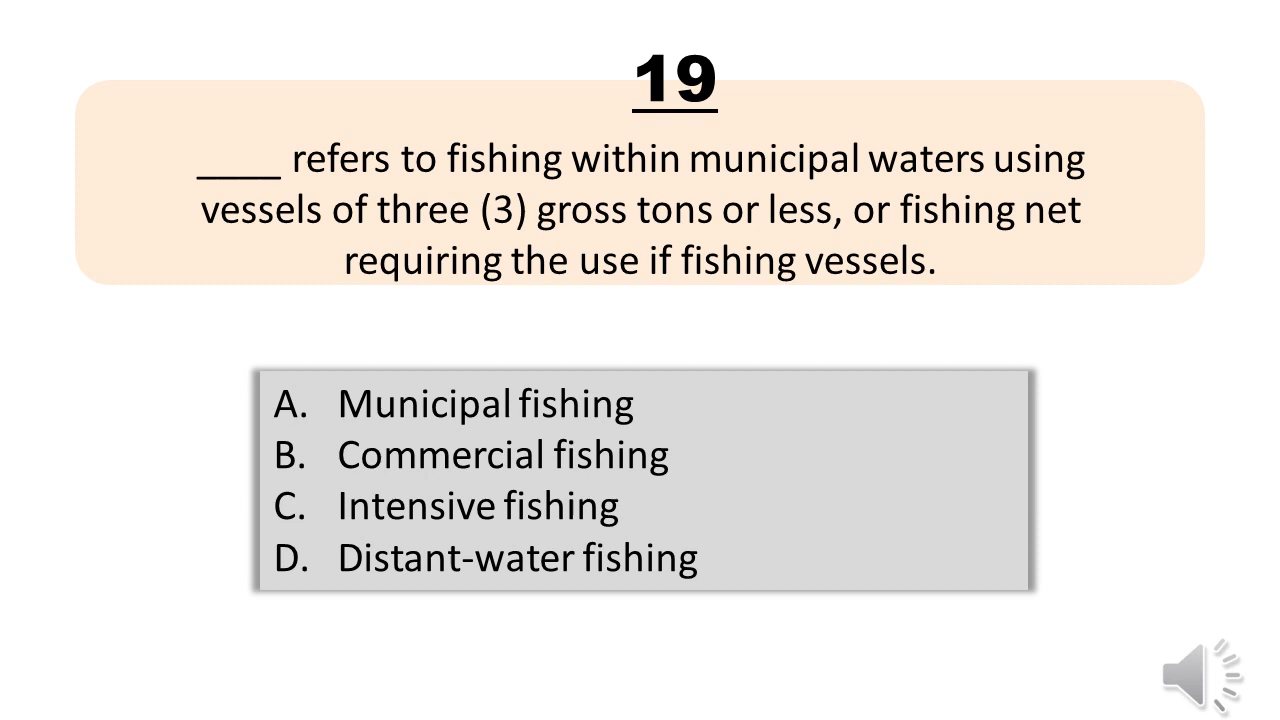 19
____ refers to fishing within municipal waters using
vessels of three (3) gross tons or less, or fishing net
requiring the use if fishing vessels.
A. Municipal fishing
B. Commercial fishing
C. Intensive fishing
D. Distant-water fishing